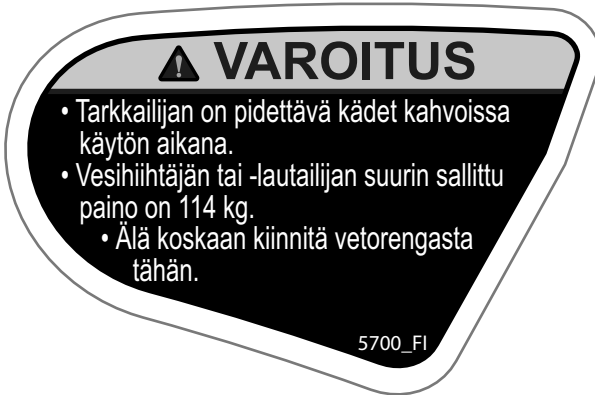 VAROITUS
• Tarkkailijan on pidettävä kädet kahvoissa
käytön aikana.
• Vesihiihtäjän tai -lautailijan suurin sallittu
paino on 114 kg.
• Älä koskaan kiinnitä vetorengasta
tähän.
5700_FI